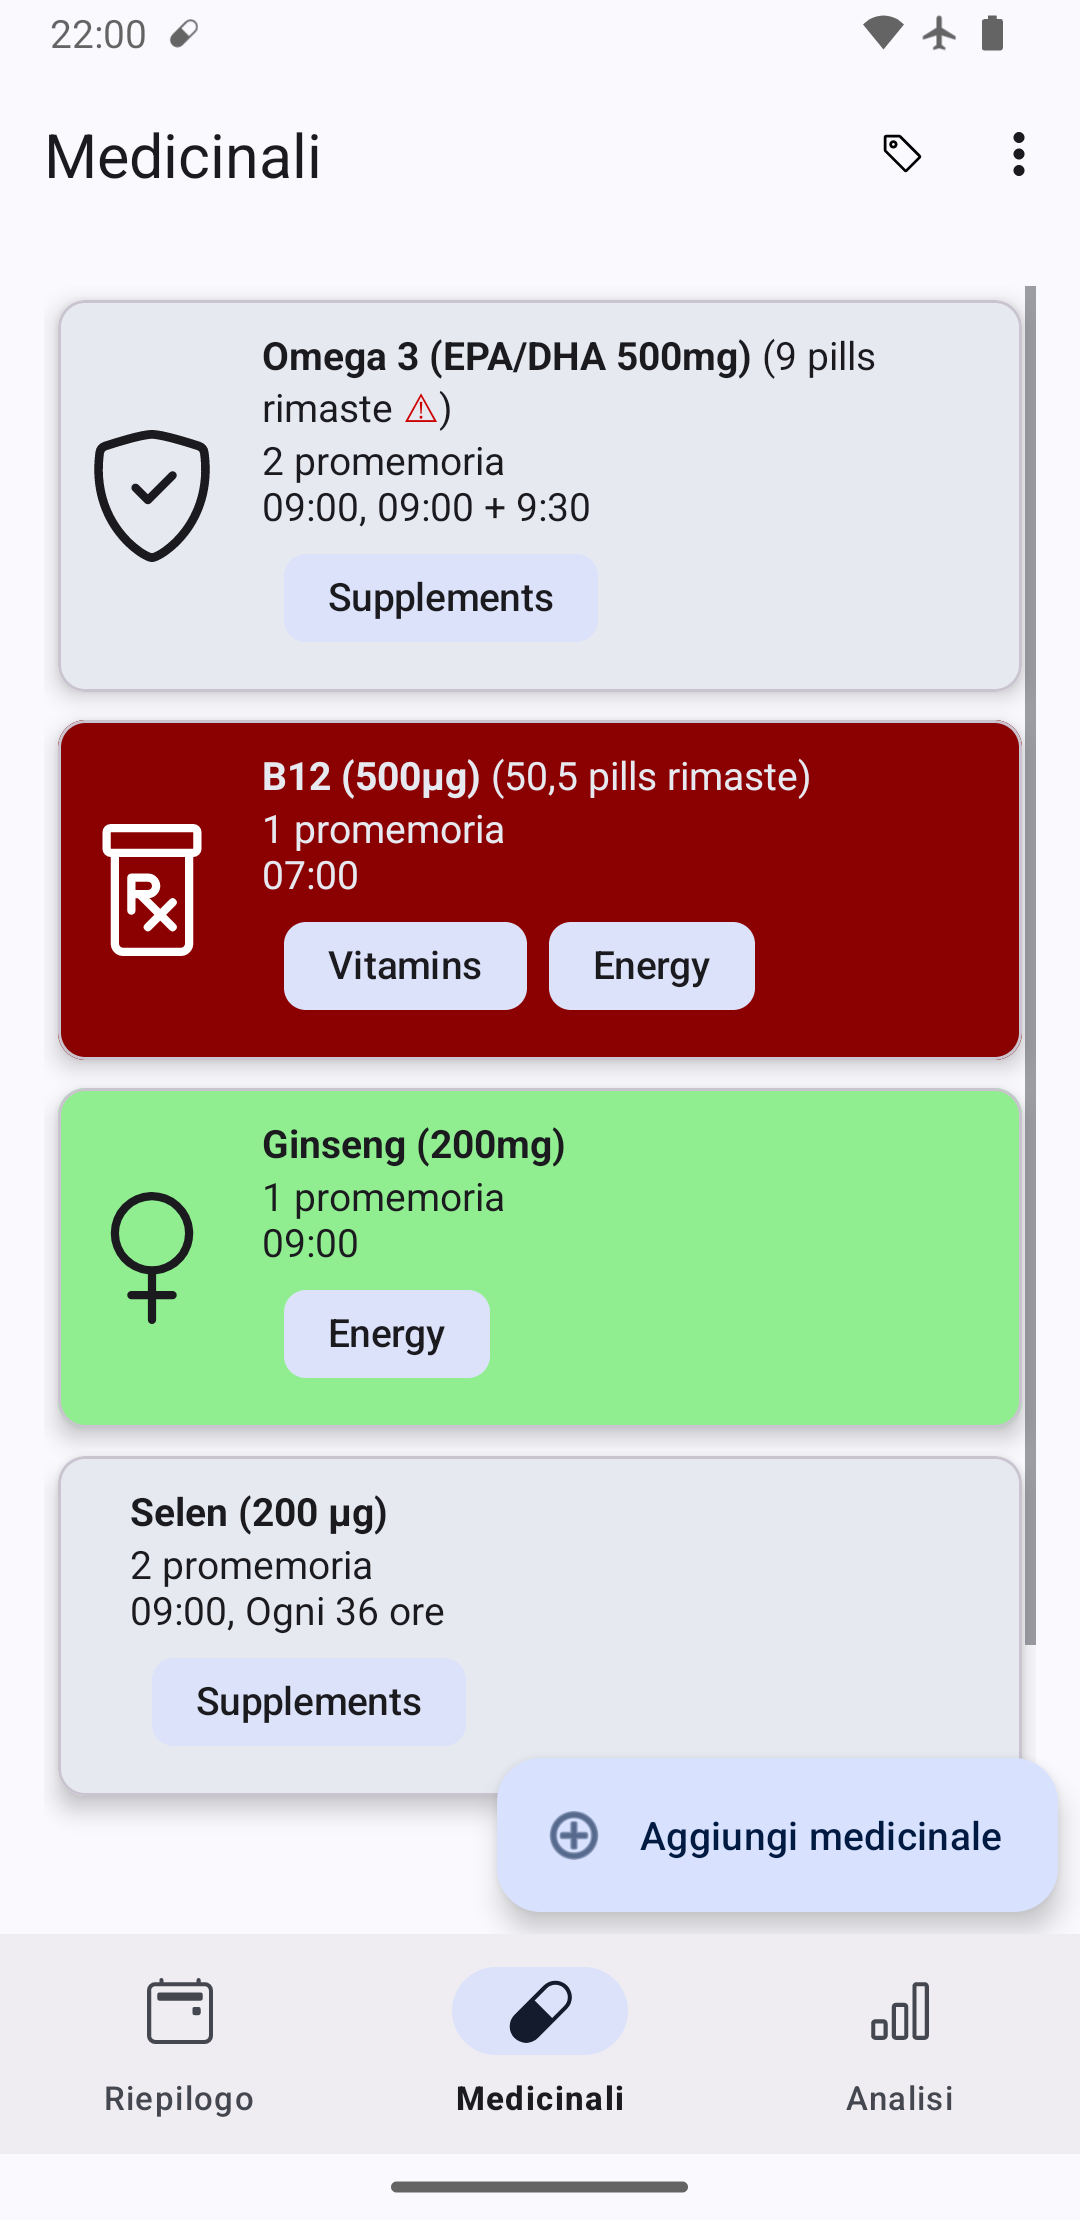 22:00
Medicinali
Omega 3 (EPA/DHA 500mg) (9 pills
rimaste ⚠)
2 promemoria
09:00, 09:00 + 9:30
Supplements
B12 (500µg) (50,5 pills rimaste)
1 promemoria
07:00
Rx
Vitamins Energy
Ginseng (200mg)
1 promemoria
09:00
Energy
Selen (200 µg)
2 promemoria
09:00, Ogni 36 ore
Supplements
Aggiungi medicinale
Riepilogo Medicinali Analisi